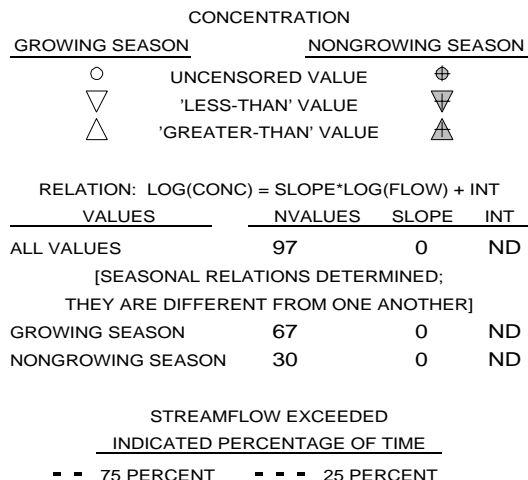 CONCENTRATION
GROWING SEASON NONGROWING SEASON
UNCENSORED VALUE
'LESS-THAN' VALUE
'GREATER-THAN' VALUE
RELATION: LOG(CONC) = SLOPE*LOG(FLOW) + INT
VALUES NVALUES SLOPE INT
ALL VALUES 97 0 ND
[SEASONAL RELATIONS DETERMINED;
THEY ARE DIFFERENT FROM ONE ANOTHER]
GROWING SEASON 67 0 ND
NONGROWING SEASON 30 0 ND
STREAMFLOW EXCEEDED
INDICATED PERCENTAGE OF TIME
75 PERCENT 25 PERCENT